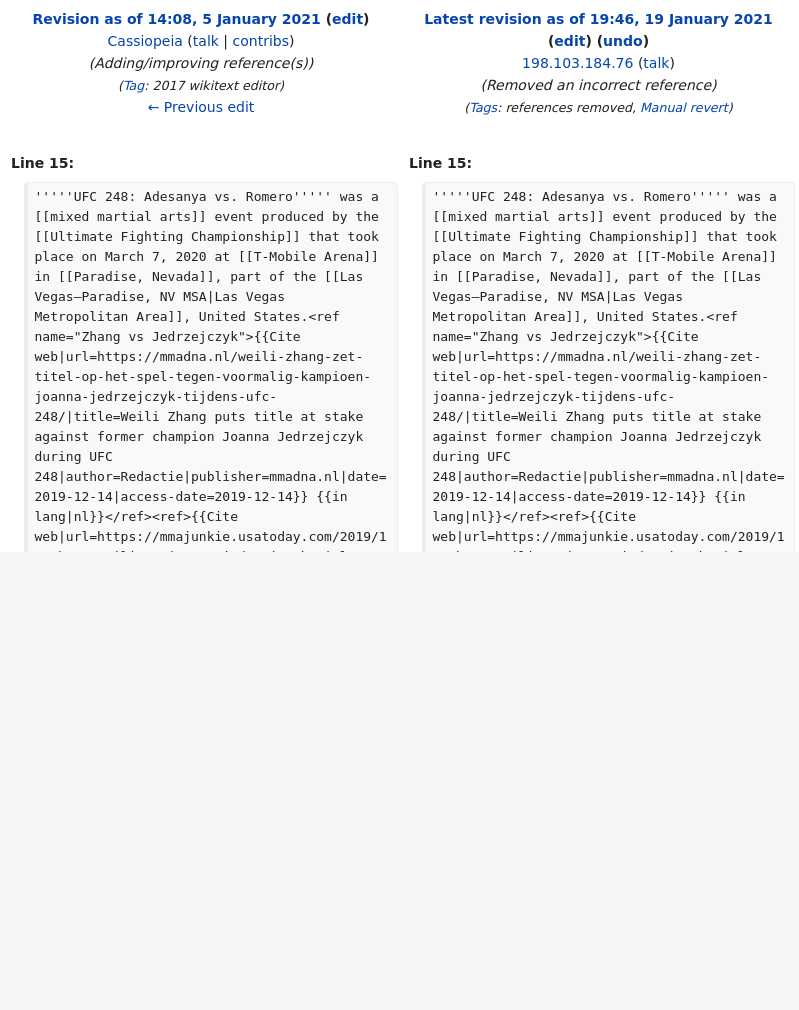 Revision as of 14:08, 5 January 2021 (edit)
Cassiopeia (talk | contribs)
(Adding/improving reference(s))
(Tag: 2017 wikitext editor)
← Previous edit
Latest revision as of 19:46, 19 January 2021
(edit) (undo)
198.103.184.76 (talk)
(Removed an incorrect reference)
(Tags: references removed, Manual revert)
Line 15:
'''''UFC 248: Adesanya vs. Romero''''' was a
[[mixed martial arts]] event produced by the
[[Ultimate Fighting Championship]] that took
place on March 7, 2020 at [[T-Mobile Arena]]
in [[Paradise, Nevada]], part of the [[Las
Vegas–Paradise, NV MSA|Las Vegas
Metropolitan Area]], United States.<ref
name="Zhang vs Jedrzejczyk">{{Cite
web|url=https://mmadna.nl/weili-zhang-zet-
titel-op-het-spel-tegen-voormalig-kampioen-
joanna-jedrzejczyk-tijdens-ufc-
248/|title=Weili Zhang puts title at stake
against former champion Joanna Jedrzejczyk
during UFC
248|author=Redactie|publisher=mmadna.nl|date=
2019-12-14|access-date=2019-12-14}} {{in
lang|nl}}</ref><ref>{{Cite
web|url=https://mmajunkie.usatoday.com/2019/1
Line 15:
'''''UFC 248: Adesanya vs. Romero''''' was a
[[mixed martial arts]] event produced by the
[[Ultimate Fighting Championship]] that took
place on March 7, 2020 at [[T-Mobile Arena]]
in [[Paradise, Nevada]], part of the [[Las
Vegas–Paradise, NV MSA|Las Vegas
Metropolitan Area]], United States.<ref
name="Zhang vs Jedrzejczyk">{{Cite
web|url=https://mmadna.nl/weili-zhang-zet-
titel-op-het-spel-tegen-voormalig-kampioen-
joanna-jedrzejczyk-tijdens-ufc-
248/|title=Weili Zhang puts title at stake
against former champion Joanna Jedrzejczyk
during UFC
248|author=Redactie|publisher=mmadna.nl|date=
2019-12-14|access-date=2019-12-14}} {{in
lang|nl}}</ref><ref>{{Cite
web|url=https://mmajunkie.usatoday.com/2019/1